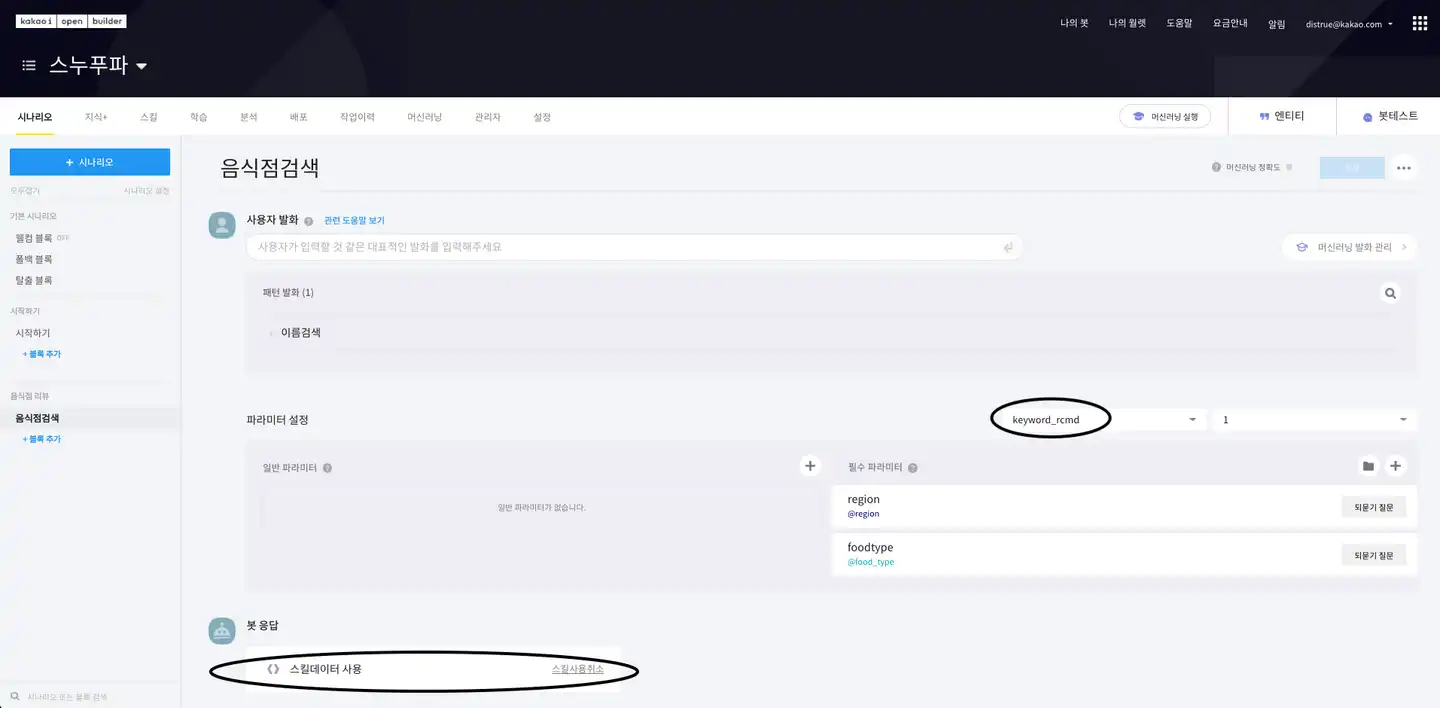 kakao i open builder
나의 봇 나의 월렛 도움말 요금안내 알림 distrue@kakao.com
스누푸파
시나리오 지식+ 스킬 학습 분석 배포 작업이력 머신러닝 관리자 설정 머신러닝 실행 엔티티 봇테스트
+ 시나리오
모두접기 시나리오 설정
기본 시나리오
웰컴 블록 OFF
폴백 블록
탈출 블록
시작하기
시작하기
+ 블록 추가
음식점 리뷰
음식점검색
+ 블록 추가
시나리오 또는 블록 검색
음식점검색
머신러닝 정확도
사용자 발화 관련 도움말 보기
사용자가 입력할 것 같은 대표적인 발화를 입력해주세요
머신러닝 발화 관리
패턴 발화 (1)
이름검색
파라미터 설정 keyword_rcmd 1
일반 파라미터
일반 파라미터가 없습니다.
필수 파라미터
region
@region
되묻기 질문
foodtype
@food_type
되묻기 질문
봇 응답
스킬데이터 사용 스킬사용취소